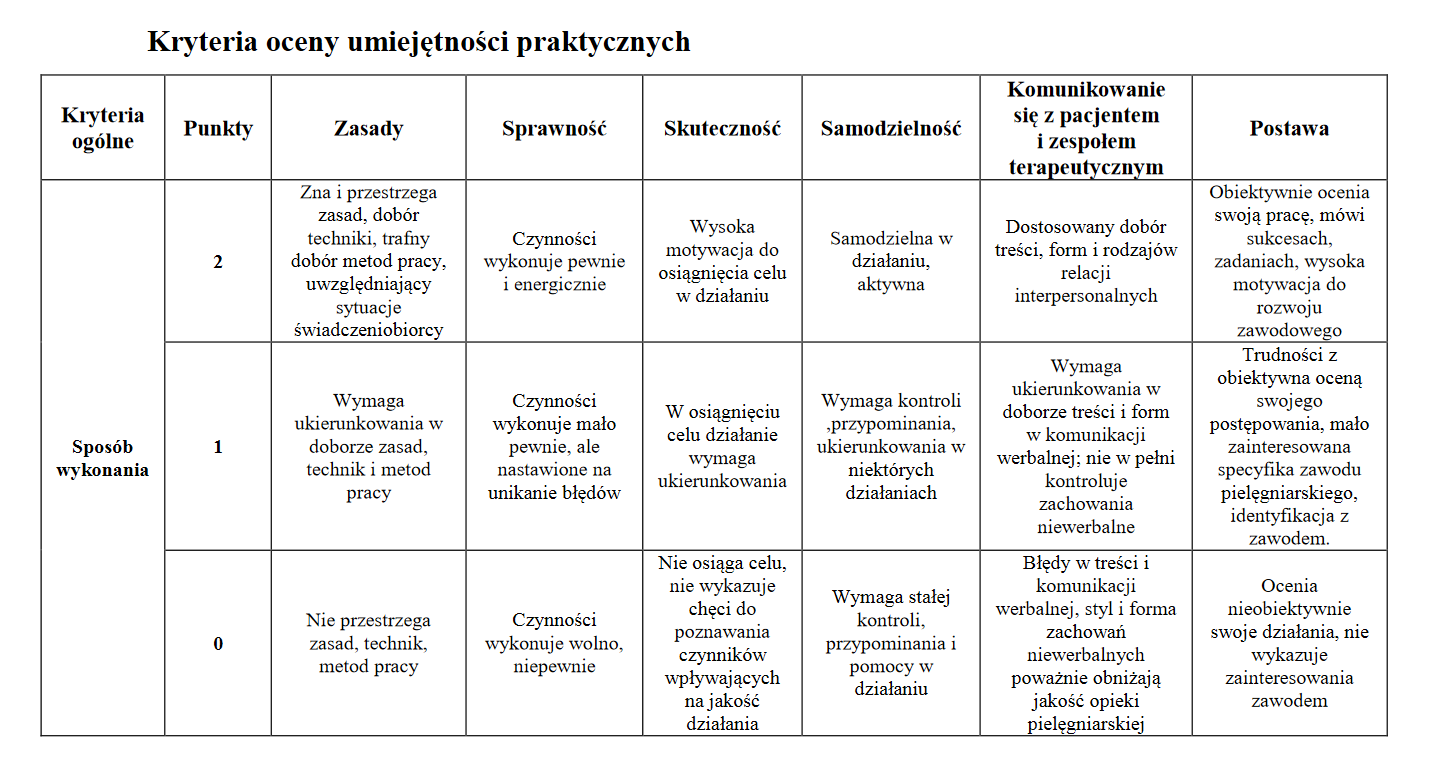 Kryteria oceny umiejętności praktycznych
Kryteria
ogólne
Punkty
Zasady
Sprawność
Skuteczność
Samodzielność
Komunikowanie
się z pacjentem
i zespołem
terapeutycznym
Postawa
Sposób
wykonania
2
Zna i przestrzega
zasad, dobór
techniki, trafny
dobór metod pracy,
uwzględniający
sytuacje
świadczeniobiorcy
Czynności
wykonuje pewnie
i energicznie
Wysoka
motywacja do
osiągnięcia celu
w działaniu
Samodzielna w
działaniu,
aktywna
Dostosowany dobór
treści, form i rodzajów
relacji
interpersonalnych
Obiektywnie ocenia
swoją pracę, mówi
sukcesach,
zadaniach, wysoka
motywacja do
rozwoju
zawodowego
1
Wymaga
ukierunkowania w
doborze zasad,
technik i metod
pracy
Czynności
wykonuje mało
pewnie, ale
nastawione na
unikanie błędów
W osiągnięciu
celu działanie
wymaga
ukierunkowania
Wymaga kontroli
,przypominania,
ukierunkowania w
niektórych
działaniach
Wymaga
ukierunkowania w
doborze treści i form
w komunikacji
werbalnej; nie w pełni
kontroluje
zachowania
niewerbalne
Trudności z
obiektywna oceną
swojego
postępowania, mało
zainteresowana
specyfika zawodu
pielęgniarskiego,
identyfikacja z
zawodem.
0
Nie przestrzega
zasad, technik,
metod pracy
Czynności
wykonuje wolno,
niepewnie
Nie osiąga celu,
nie wykazuje
chęci do
poznawania
czynników
wpływających
na jakość
działania
Wymaga stałej
kontroli,
przypominania i
pomocy w
działaniu
Błędy w treści i
komunikacji
werbalnej, styl i forma
zachowań
niewerbalnych
poważnie obniżają
jakość opieki
pielęgniarskiej
Ocenia
nieobiektywnie
swoje działania, nie
wykazuje
zainteresowania
zawodem